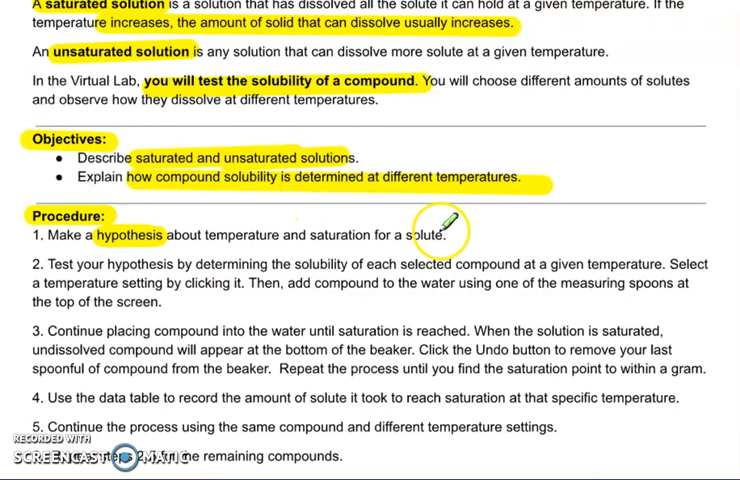 A saturated solution is a solution that has dissolved all the solute it can hold at a given temperature. If the
temperature increases, the amount of solid that can dissolve usually increases.
An unsaturated solution is any solution that can dissolve more solute at a given temperature.
In the Virtual Lab, you will test the solubility of a compound. You will choose different amounts of solutes
and observe how they dissolve at different temperatures.
Objectives:
● Describe saturated and unsaturated solutions.
● Explain how compound solubility is determined at different temperatures.
Procedure:
1. Make a hypothesis about temperature and saturation for a solute.
2. Test your hypothesis by determining the solubility of each selected compound at a given temperature. Select
a temperature setting by clicking it. Then, add compound to the water using one of the measuring spoons at
the top of the screen.
3. Continue placing compound into the water until saturation is reached. When the solution is saturated,
undissolved compound will appear at the bottom of the beaker. Click the Undo button to remove your last
spoonful of compound from the beaker. Repeat the process until you find the saturation point to within a gram.
4. Use the data table to record the amount of solute it took to reach saturation at that specific temperature.
5. Continue the process using the same compound and different temperature settings.
RECORDED WITH
SCREENCAST MATIC
remaining compounds.